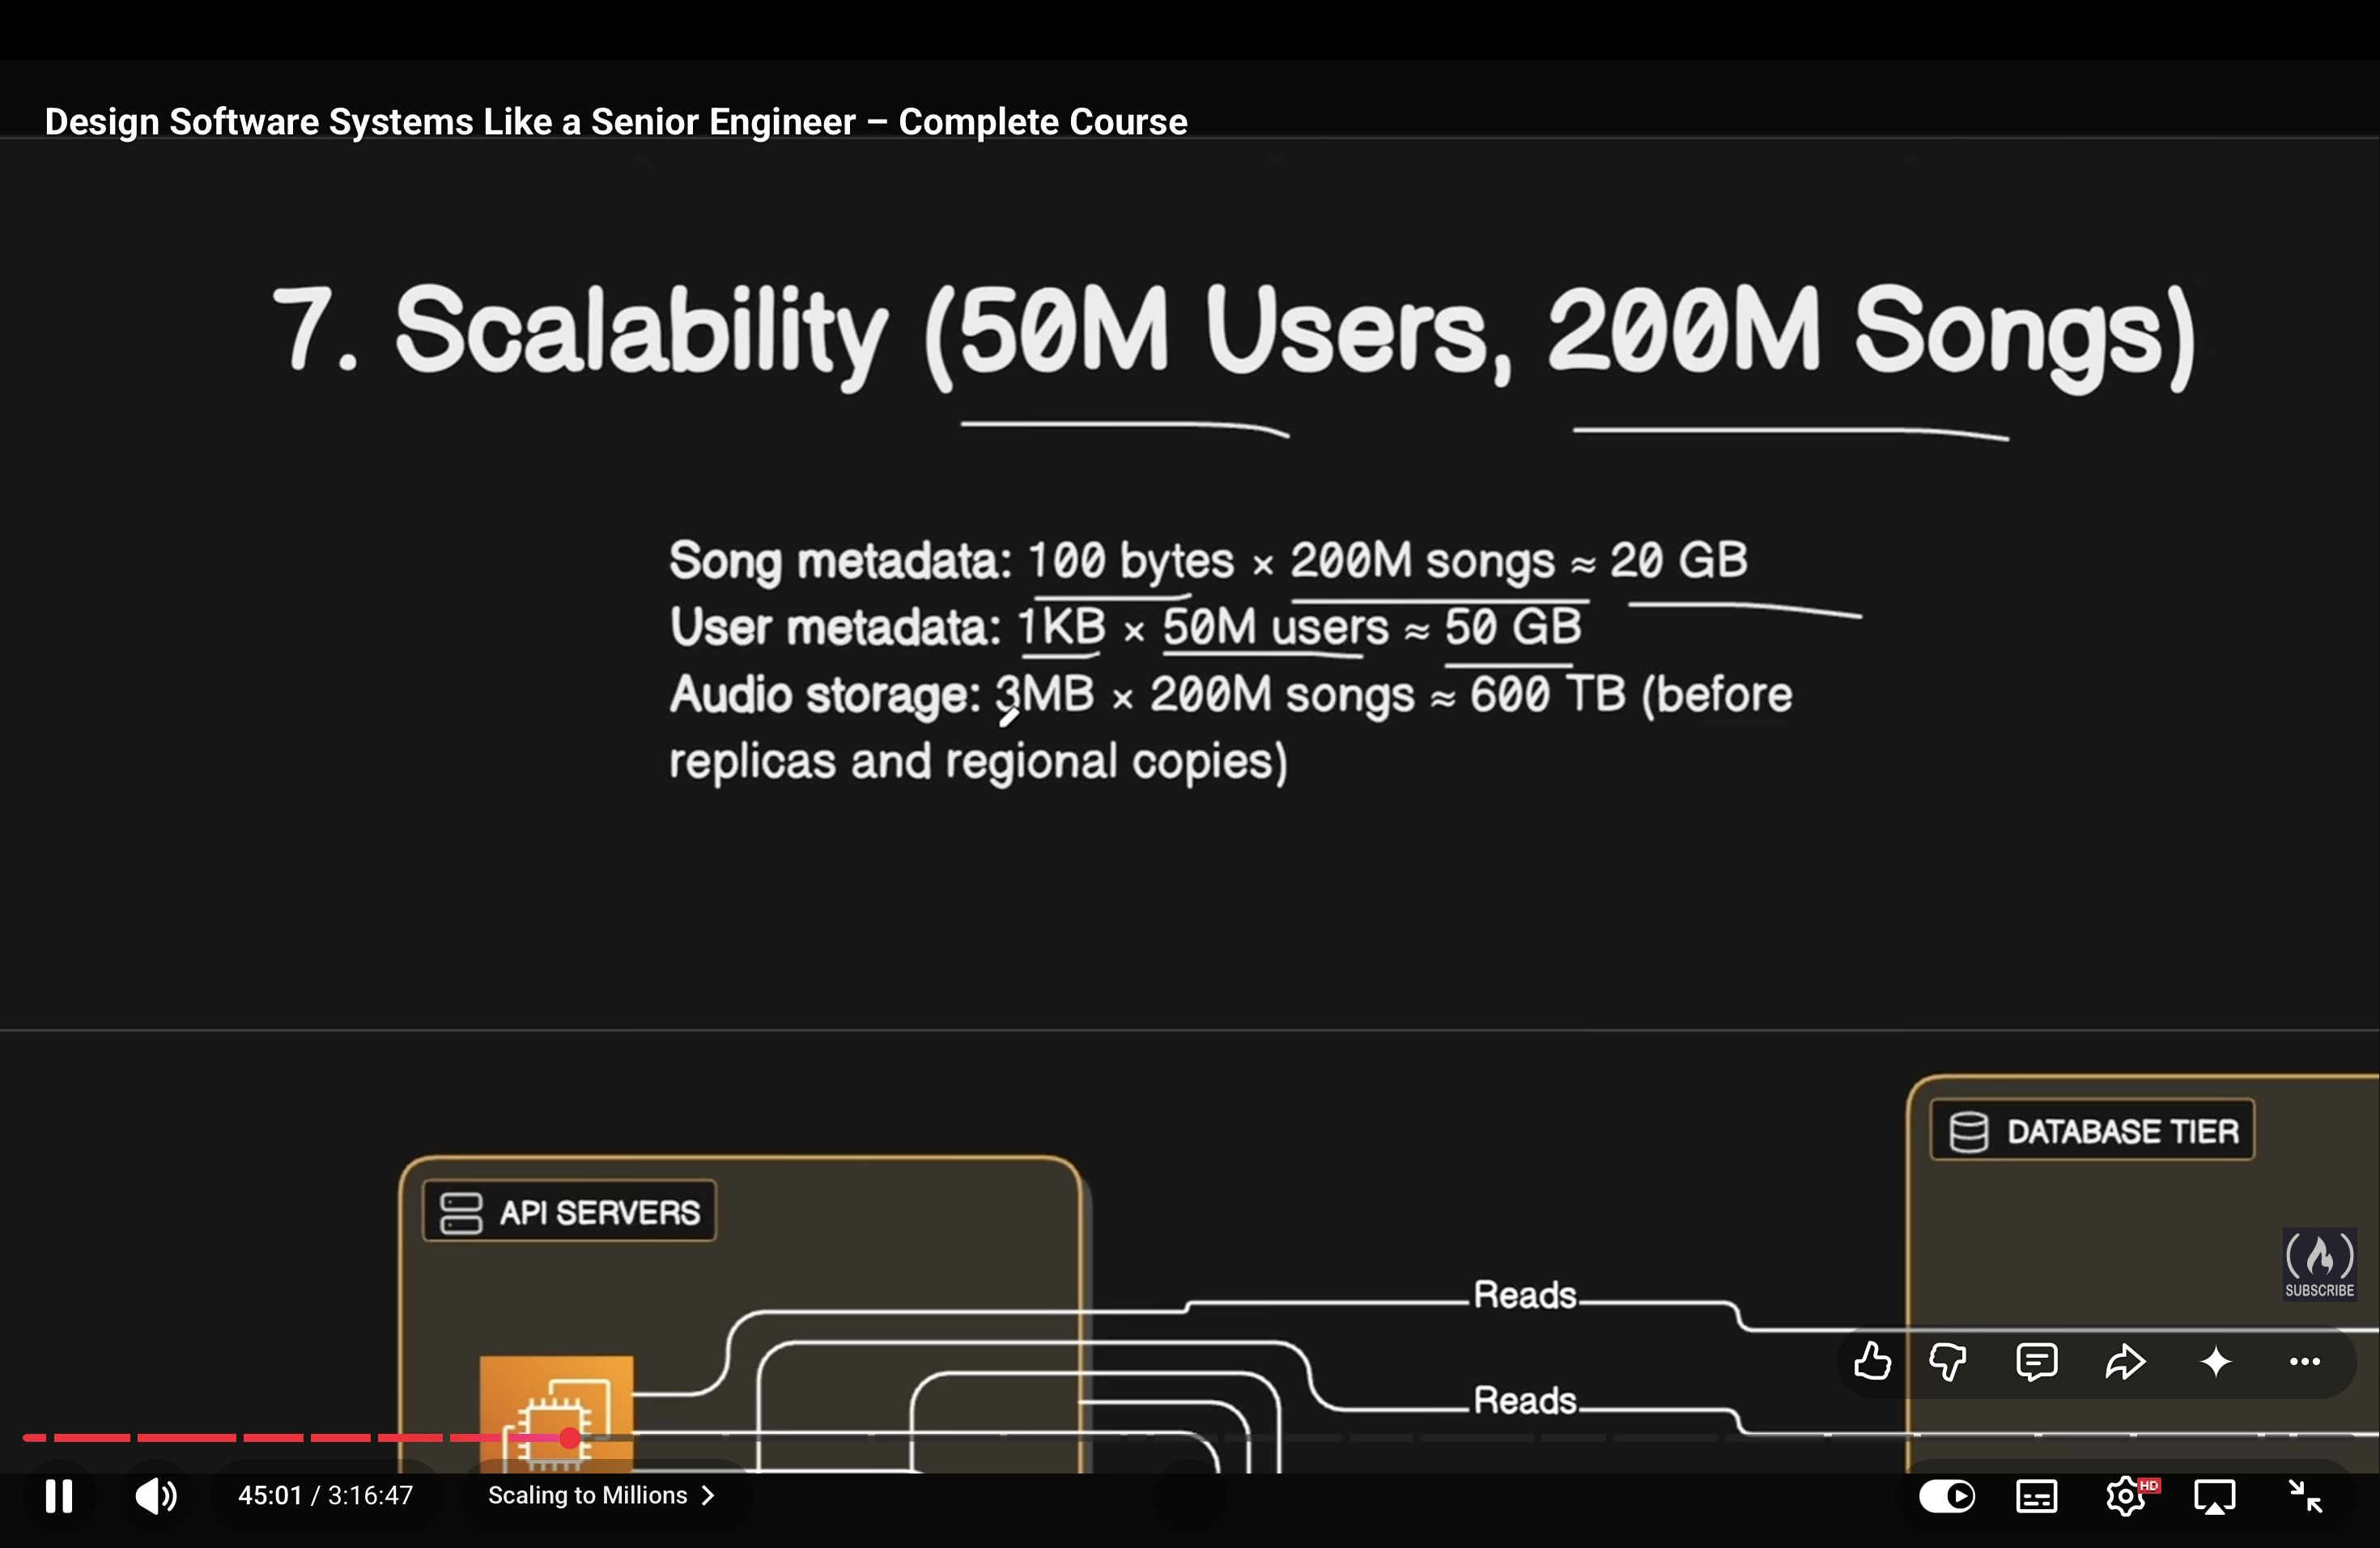 Design Software Systems Like a Senior Engineer – Complete Course
7. Scalability (50M Users, 200M Songs)
Song metadata: 100 bytes × 200M songs ≈ 20 GB
User metadata: 1KB × 50M users ≈ 50 GB
Audio storage: 3MB × 200M songs ≈ 600 TB (before
replicas and regional copies)
DATABASE TIER
API SERVERS
SUBSCRIBE
Reads
Reads
45:01 / 3:16:47
Scaling to Millions
HD